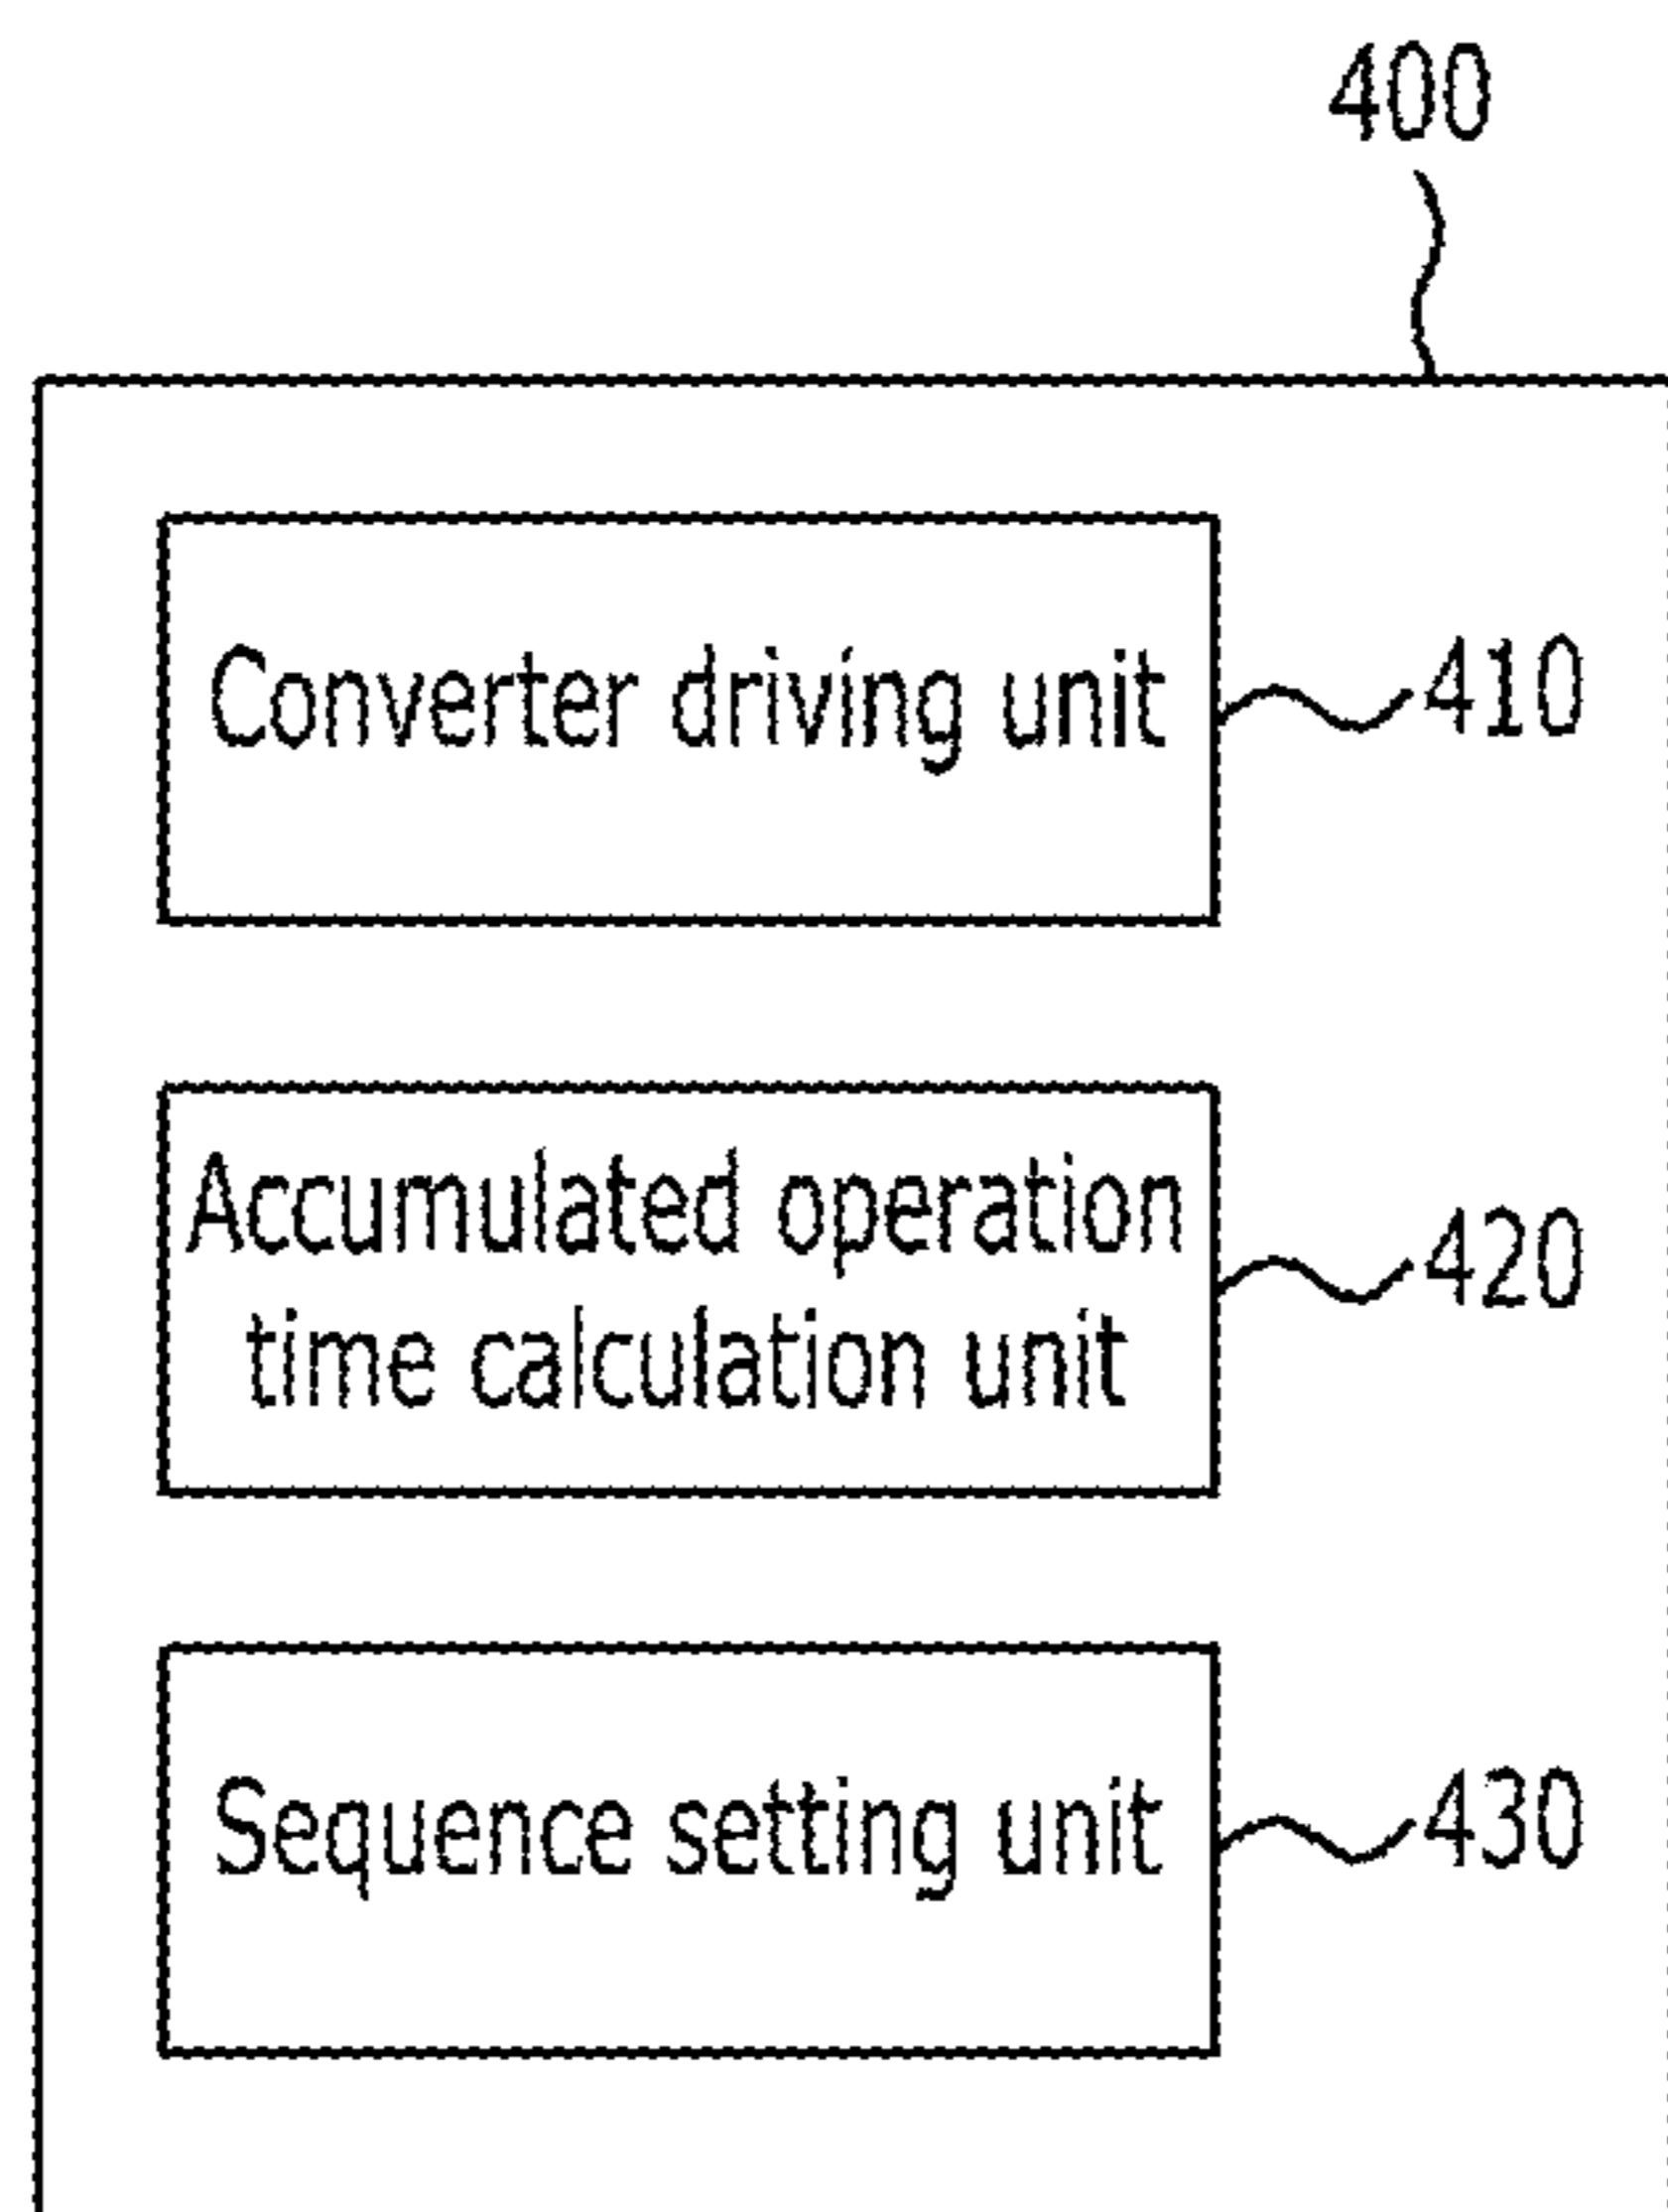 400
Converter driving unit
410
Accumulated operation
time calculation unit
420
Sequence setting unit
430